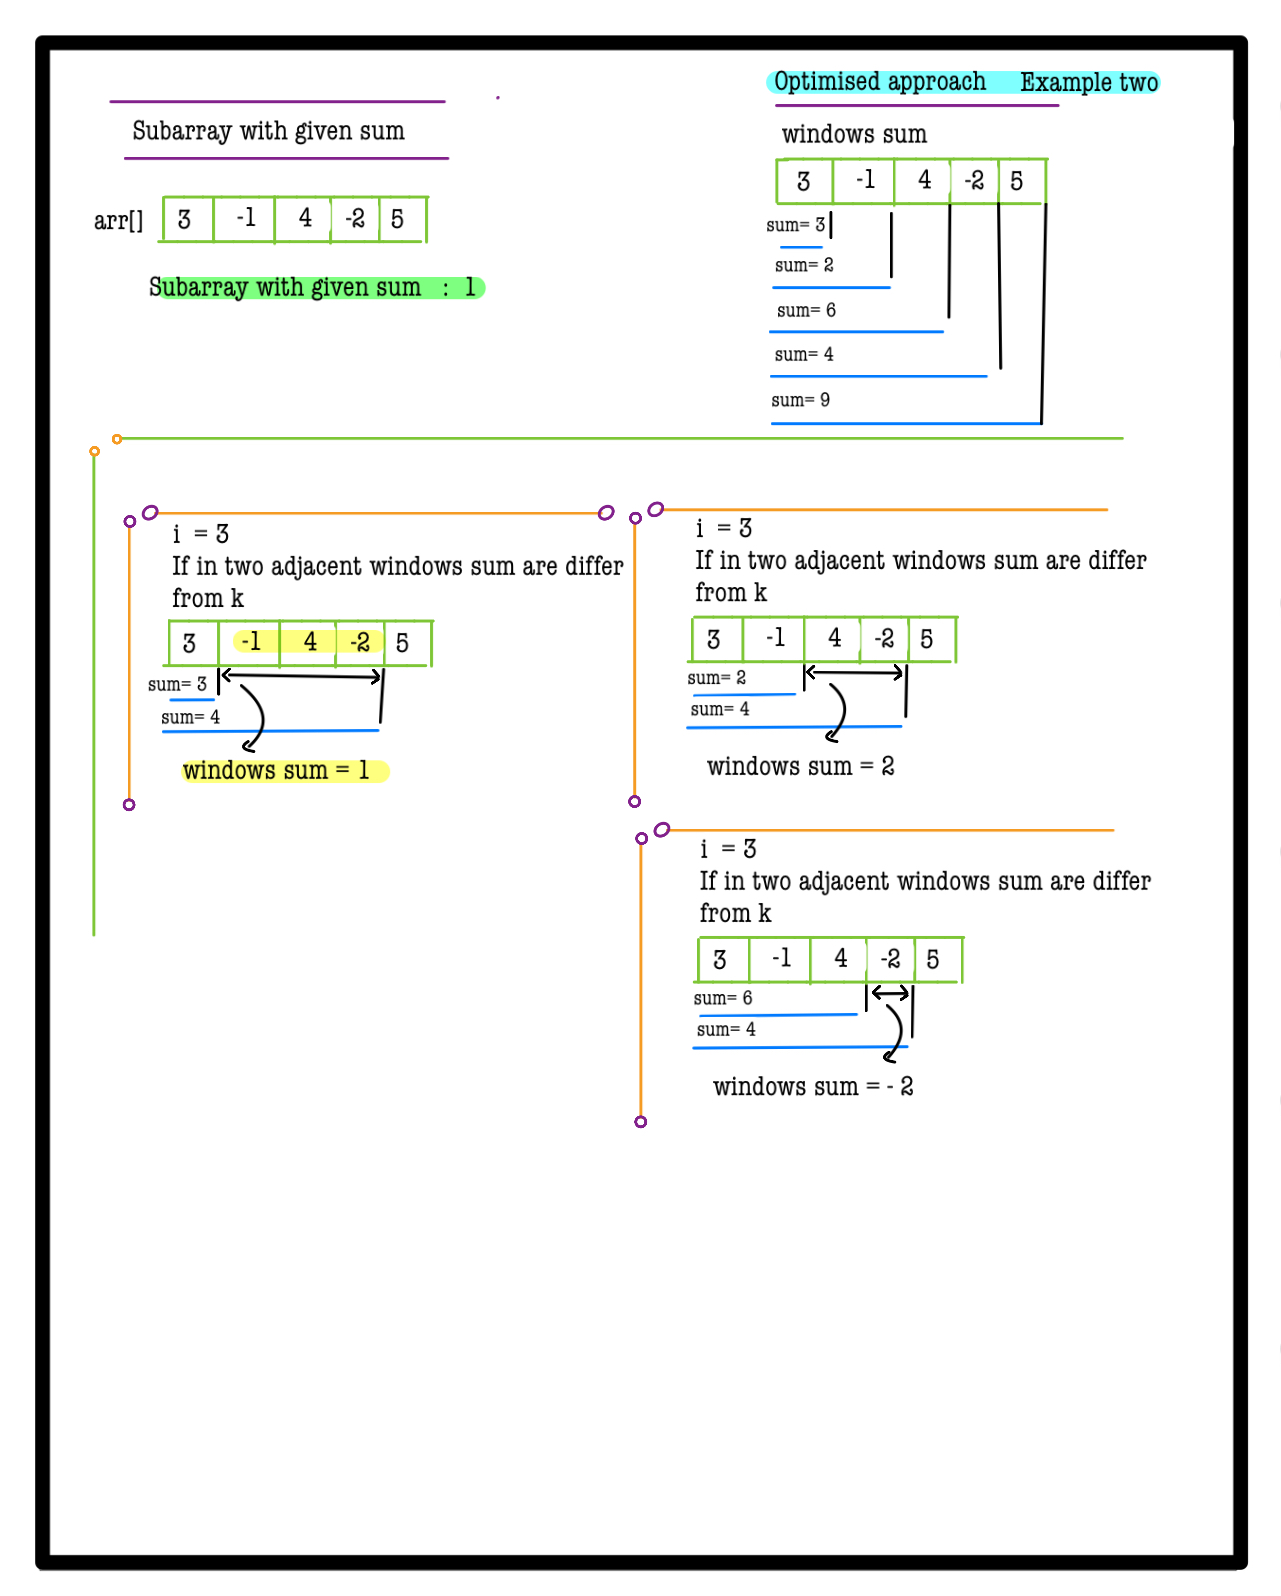 Subarray with given sum
arr[] 3 -1 4 -2 5
Subarray with given sum : 1
Optimised approach Example two
windows sum
3 -1 4 -2 5
sum= 3
sum= 2
sum= 6
sum= 4
sum= 9
i = 3
If in two adjacent windows sum are differ
from k
3 -1 4 -2 5
sum= 3
sum= 4
windows sum = 1
i = 3
If in two adjacent windows sum are differ
from k
3 -1 4 -2 5
sum= 2
sum= 4
windows sum = 2
i = 3
If in two adjacent windows sum are differ
from k
3 -1 4 -2 5
sum= 6
sum= 4
windows sum = - 2